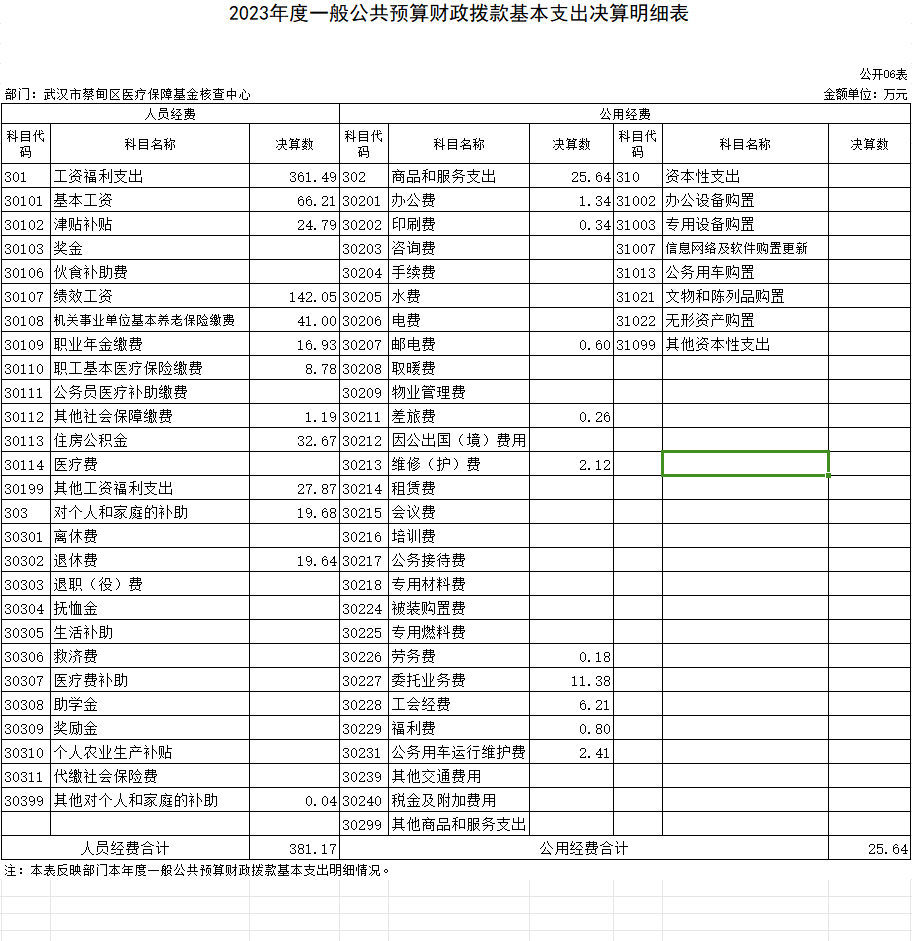 2023年度一般公共预算财政拨款基本支出决算明细表
公开06表
部门：武汉市蔡甸区医疗保障基金核查中心 金额单位：万元
人员经费 公用经费
科目代码 科目名称 决算数 科目代码 科目名称 决算数 科目代码 科目名称 决算数
301 工资福利支出 361.49 302 商品和服务支出 25.64 310 资本性支出
30101 基本工资 66.21 30201 办公费 1.34 31002 办公设备购置
30102 津贴补贴 24.79 30202 印刷费 0.34 31003 专用设备购置
30103 奖金 30203 咨询费 31007 信息网络及软件购置更新
30106 伙食补助费 30204 手续费 31013 公务用车购置
30107 绩效工资 142.05 30205 水费 31021 文物和陈列品购置
30108 机关事业单位基本养老保险缴费 41.00 30206 电费 31022 无形资产购置
30109 职业年金缴费 16.93 30207 邮电费 0.60 31099 其他资本性支出
30110 职工基本医疗保险缴费 8.78 30208 取暖费
30111 公务员医疗补助缴费 30209 物业管理费
30112 其他社会保障缴费 1.19 30211 差旅费 0.26
30113 住房公积金 32.67 30212 因公出国（境）费用
30114 医疗费 30213 维修（护）费 2.12
30199 其他工资福利支出 27.87 30214 租赁费
303 对个人和家庭的补助 19.68 30215 会议费
30301 离休费 30216 培训费
30302 退休费 19.64 30217 公务接待费
30303 退职（役）费 30218 专用材料费
30304 抚恤金 30224 被装购置费
30305 生活补助 30225 专用燃料费
30306 救济费 30226 劳务费 0.18
30307 医疗费补助 30227 委托业务费 11.38
30308 助学金 30228 工会经费 6.21
30309 奖励金 30229 福利费 0.80
30310 个人农业生产补贴 30231 公务用车运行维护费 2.41
30311 代缴社会保险费 30239 其他交通费用
30399 其他对个人和家庭的补助 0.04 30240 税金及附加费用
30299 其他商品和服务支出
人员经费合计 381.17 公用经费合计 25.64
注：本表反映部门本年度一般公共预算财政拨款基本支出明细情况。